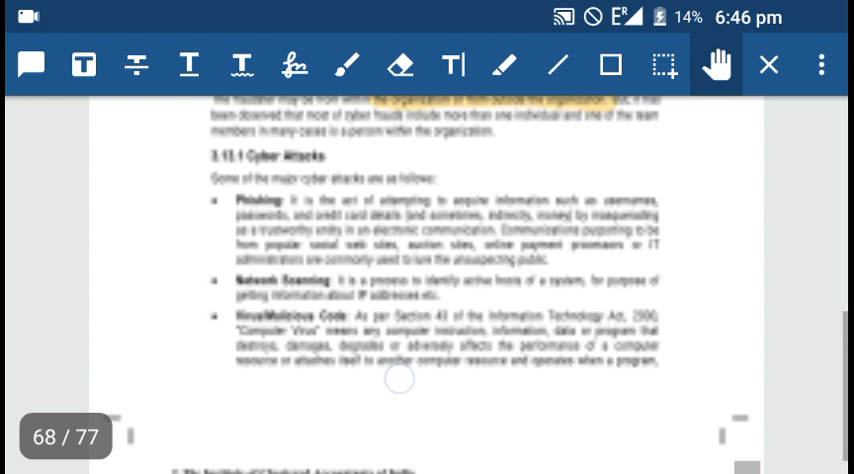 14% 6:46 pm
the organization or from outside the organization. But, it has
been observed that most of cyber frauds include more than one individual and one of the team
members in many cases is a person within the organization.
3.13.1 Cyber Attacks
Some of the major cyber attacks are as follows:
• Phishing: It is the act of attempting to acquire information such as usernames,
passwords, and credit card details (and sometimes, indirectly, money) by masquerading
as a trustworthy entity in an electronic communication. Communications purporting to be
from popular social web sites, auction sites, online payment processors or IT
administrators are commonly used to lure the unsuspecting public.
• Network Scanning: It is a process to identify active hosts of a system, for purpose of
getting information about IP addresses etc.
• Virus/Malicious Code: As per Section 43 of the Information Technology Act, 2000,
"Computer Virus" means any computer instruction, information, data or program that
destroys, damages, degrades or adversely affects the performance of a computer
resource or attaches itself to another computer resource and operates when a program,
68 / 77
The Institute of Chartered Accountants of India